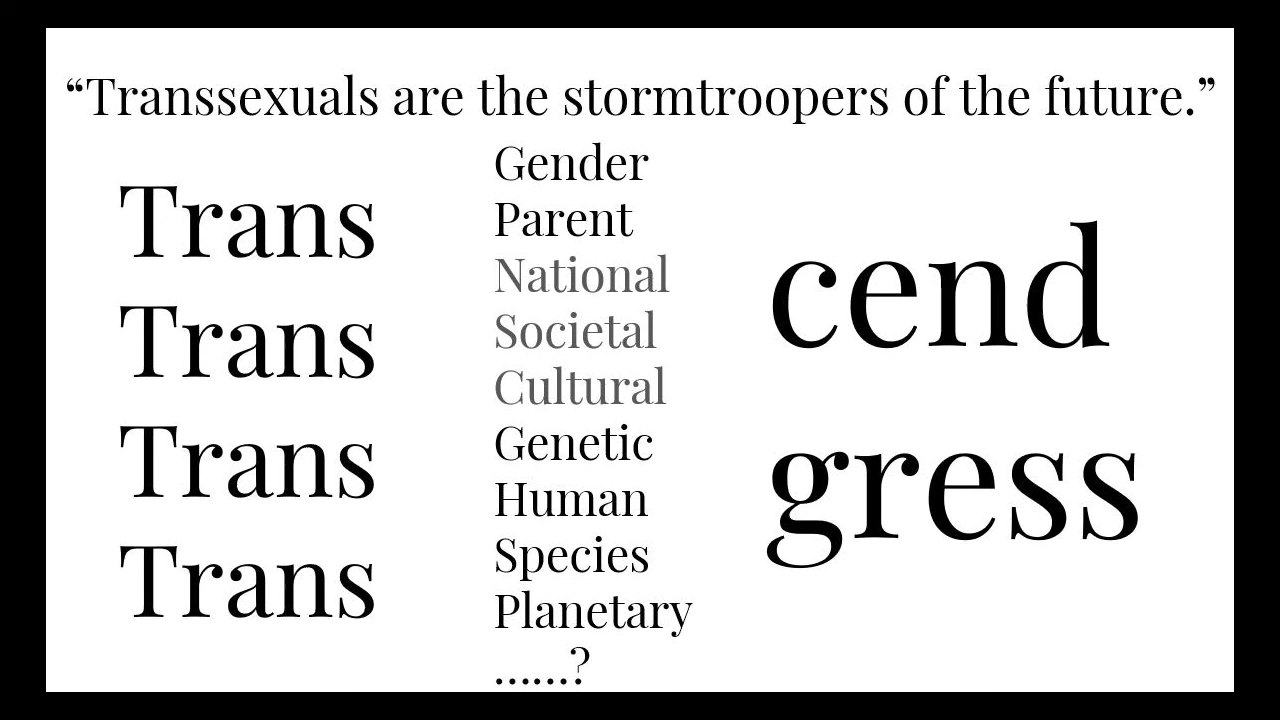 “Transsexuals are the stormtroopers of the future.”
Trans
Trans
Trans
Trans
Gender
Parent
National
Societal
Cultural
Genetic
Human
Species
Planetary
......?
cend
gress